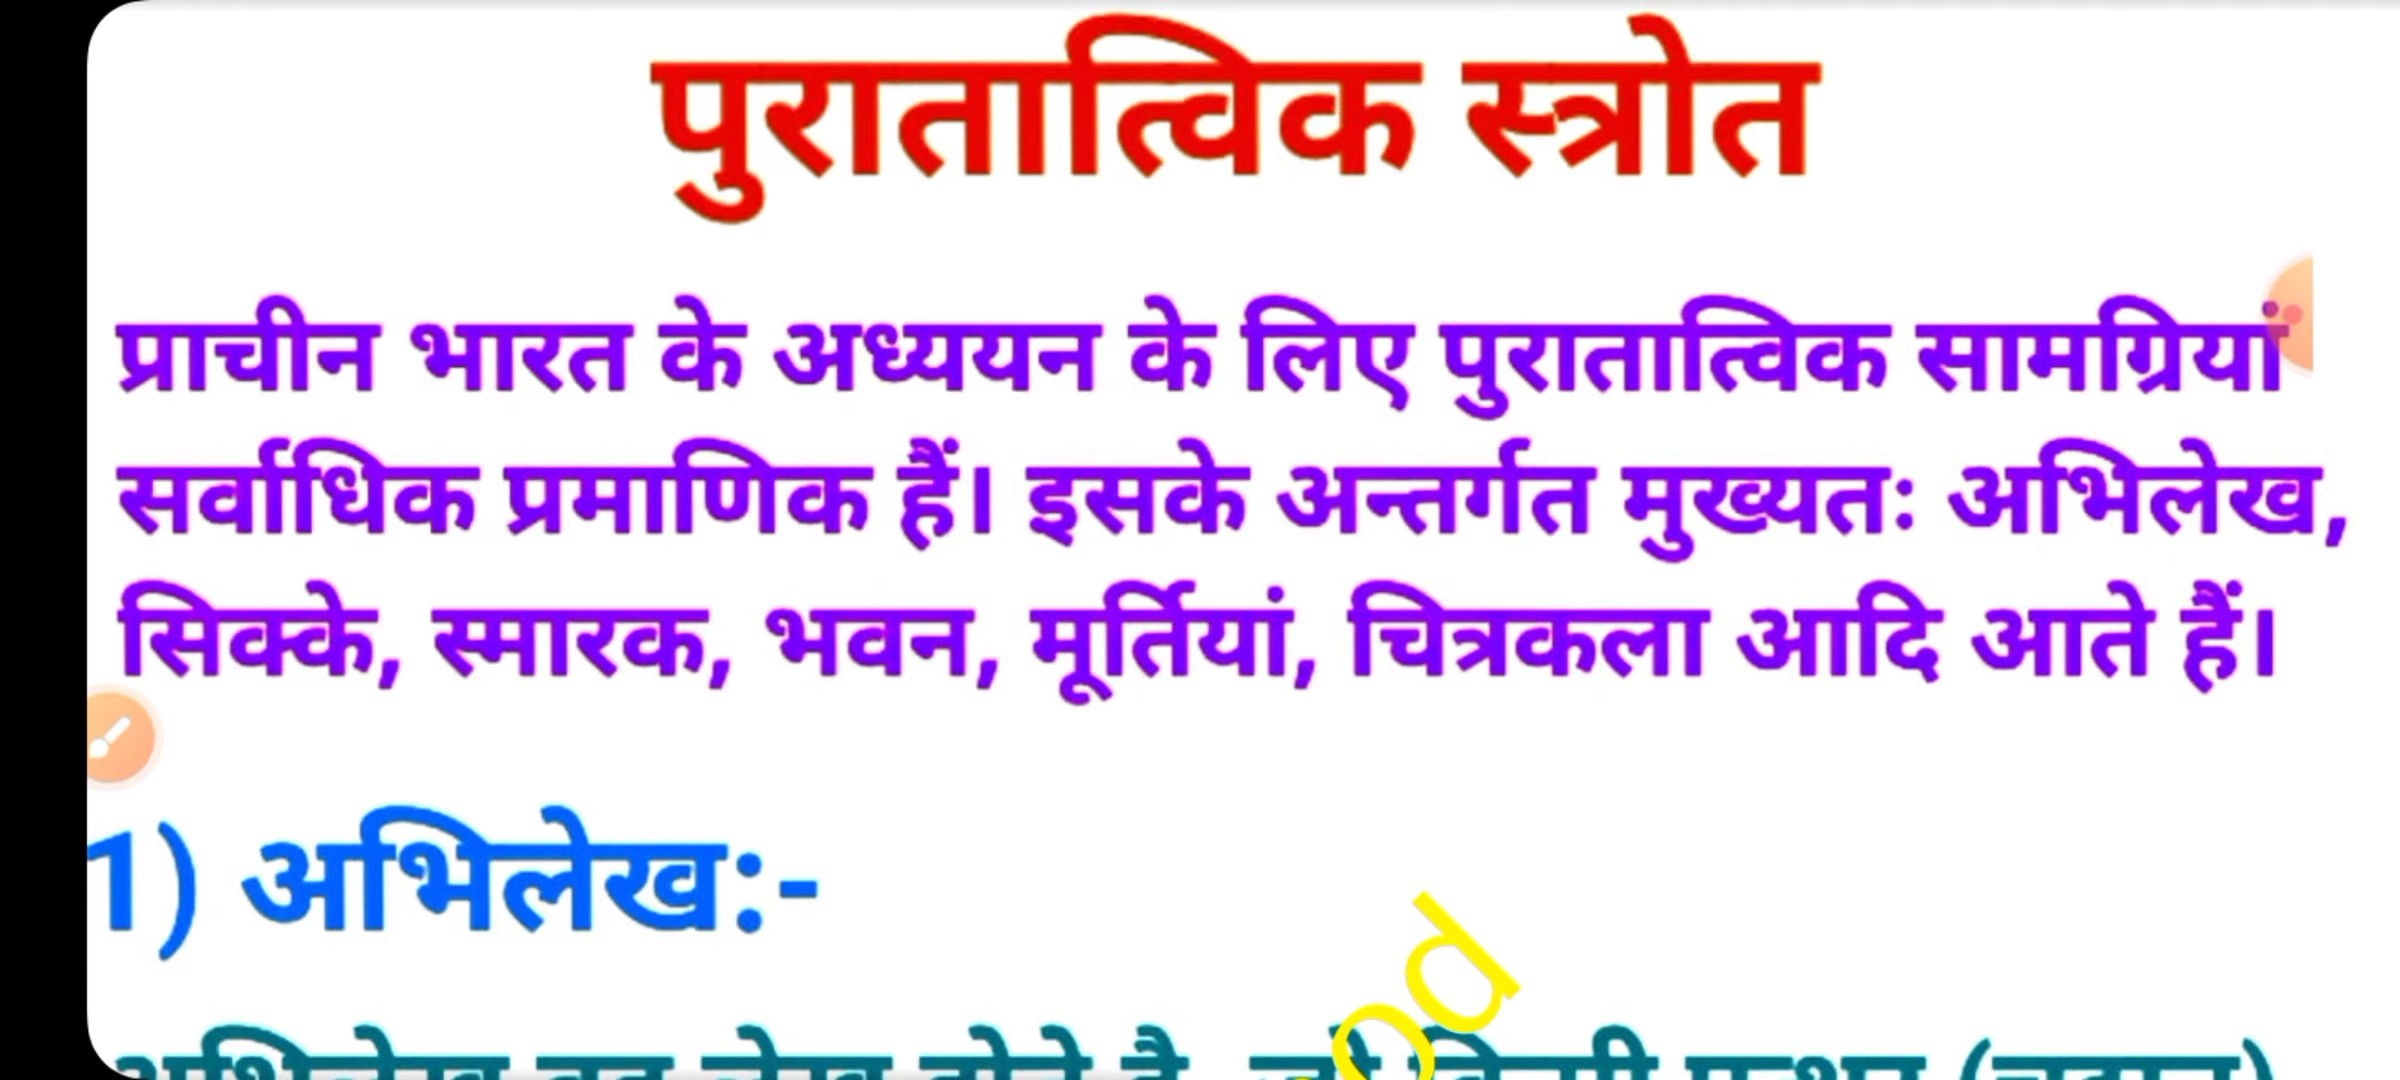 पुरातात्विक स्त्रोत
प्राचीन भारत के अध्ययन के लिए पुरातात्विक सामग्रियां
सर्वाधिक प्रमाणिक हैं। इसके अन्तर्गत मुख्यतः अभिलेख,
सिक्के, स्मारक, भवन, मूर्तियां, चित्रकला आदि आते हैं।
1) अभिलेख:-